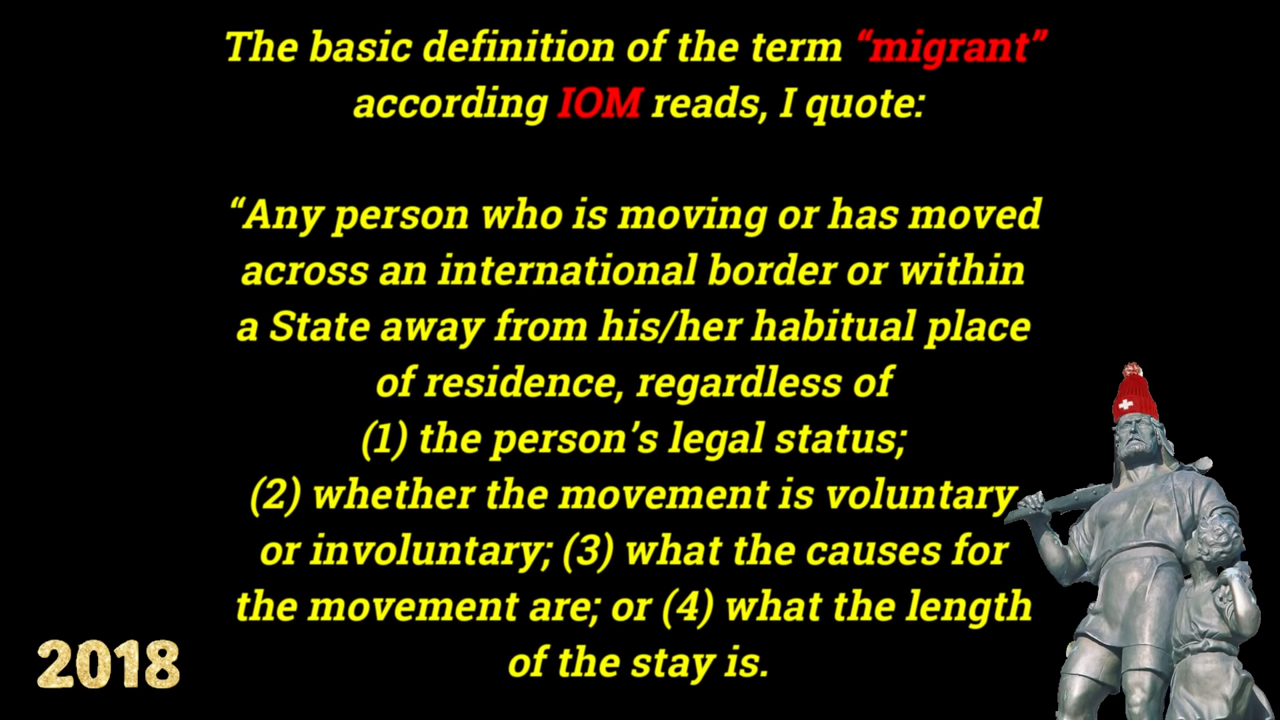 The basic definition of the term “migrant”
according IOM reads, I quote:
“Any person who is moving or has moved
across an international border or within
a State away from his/her habitual place
of residence, regardless of
(1) the person’s legal status;
(2) whether the movement is voluntary
or involuntary; (3) what the causes for
the movement are; or (4) what the length
of the stay is.
2018